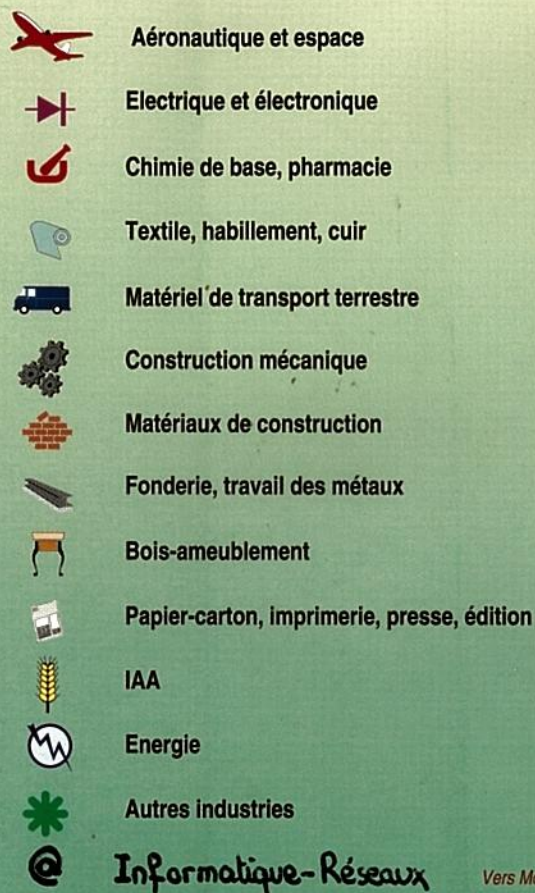 Aéronautique et espace
Electrique et électronique
Chimie de base, pharmacie
Textile, habillement, cuir
Matériel de transport terrestre
Construction mécanique
Matériaux de construction
Fonderie, travail des métaux
Bois-ameublement
Papier-carton, imprimerie, presse, édition
IAA
Energie
Autres industries
@ Informatique-Réseaux
Vers